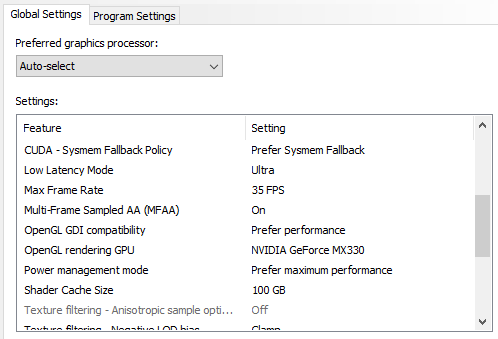 Global Settings Program Settings
Preferred graphics processor:
Auto-select
Settings:
Feature Setting
CUDA - Sysmem Fallback Policy Prefer Sysmem Fallback
Low Latency Mode Ultra
Max Frame Rate 35 FPS
Multi-Frame Sampled AA (MFAA) On
OpenGL GDI compatibility Prefer performance
OpenGL rendering GPU NVIDIA GeForce MX330
Power management mode Prefer maximum performance
Shader Cache Size 100 GB
Texture filtering - Anisotropic sample opti... Off
Texture filtering - Negative LOD bias Clamp